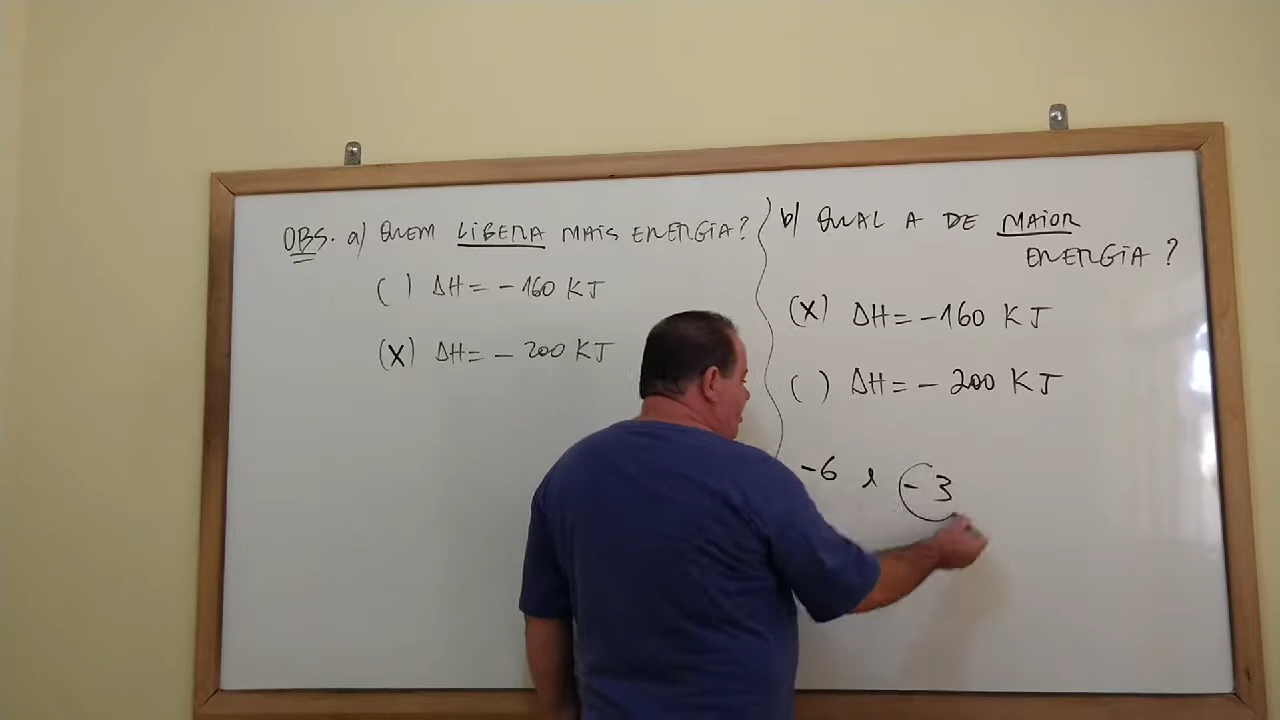 OBS. a) QUEM LIBERA MAIS ENERGIA?
( ) ΔH = - 160 KJ
(X) ΔH = - 200 KJ
b) QUAL A DE MAIOR
ENERGIA ?
(X) ΔH = -160 KJ
( ) ΔH = - 200 KJ
-6 e - 3